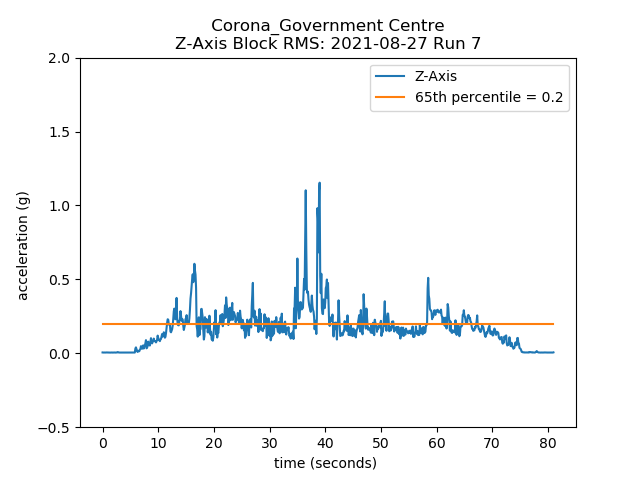 Corona_Government Centre
Z-Axis Block RMS: 2021-08-27 Run 7
Z-Axis
65th percentile = 0.2
2.0
1.5
1.0
0.5
0.0
−0.5
acceleration (g)
0 10 20 30 40 50 60 70 80
time (seconds)